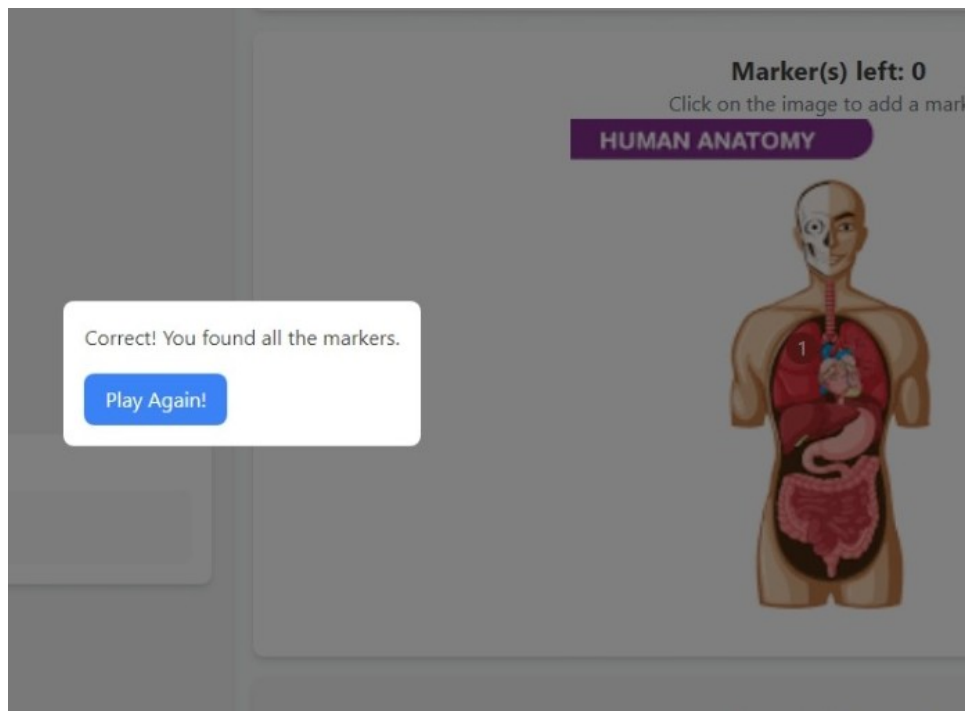 Marker(s) left: 0
Click on the image to add a
HUMAN ANATOMY
Correct! You found all the markers.
1
Play Again!